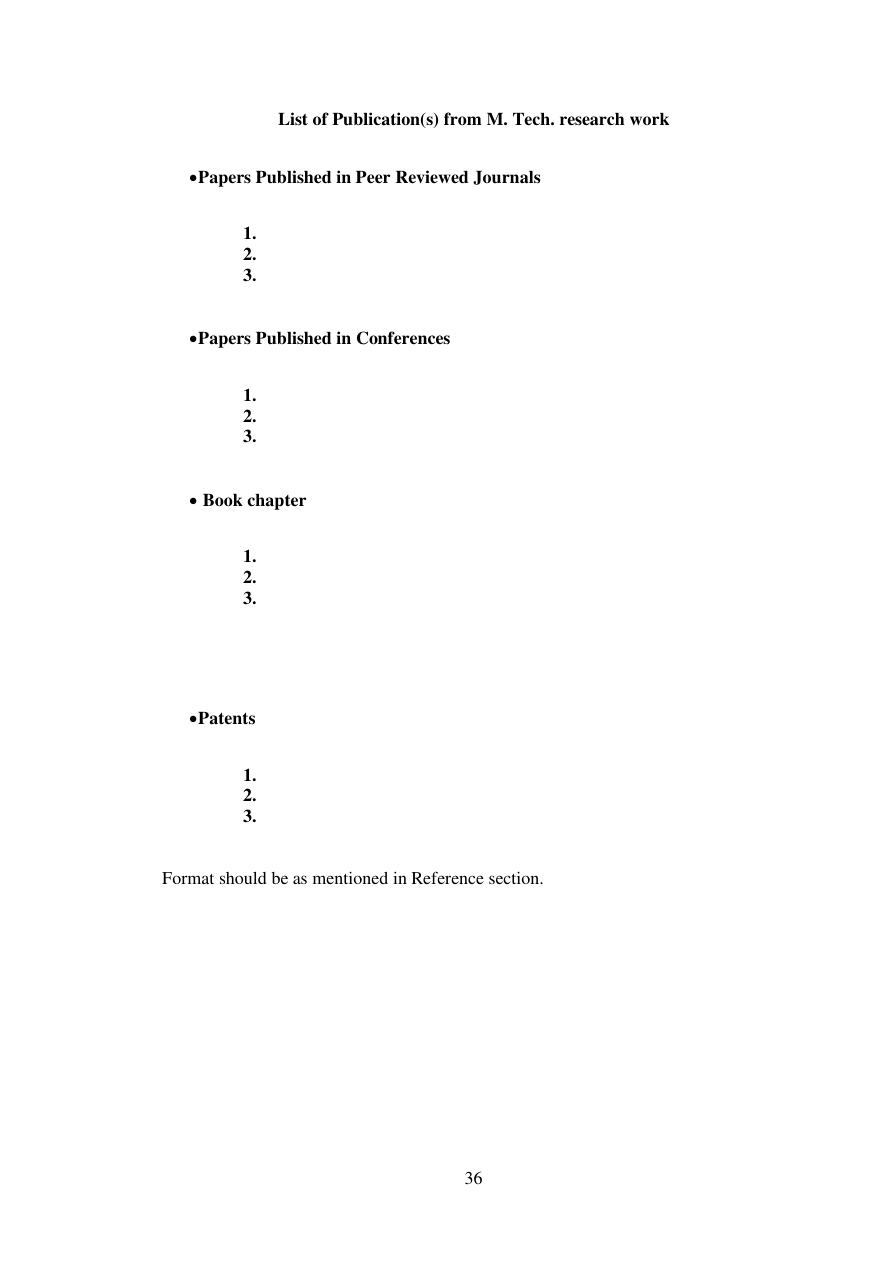 List of Publication(s) from M. Tech. research work
•Papers Published in Peer Reviewed Journals
1.
2.
3.
•Papers Published in Conferences
1.
2.
3.
• Book chapter
1.
2.
3.
•Patents
1.
2.
3.
Format should be as mentioned in Reference section.
36